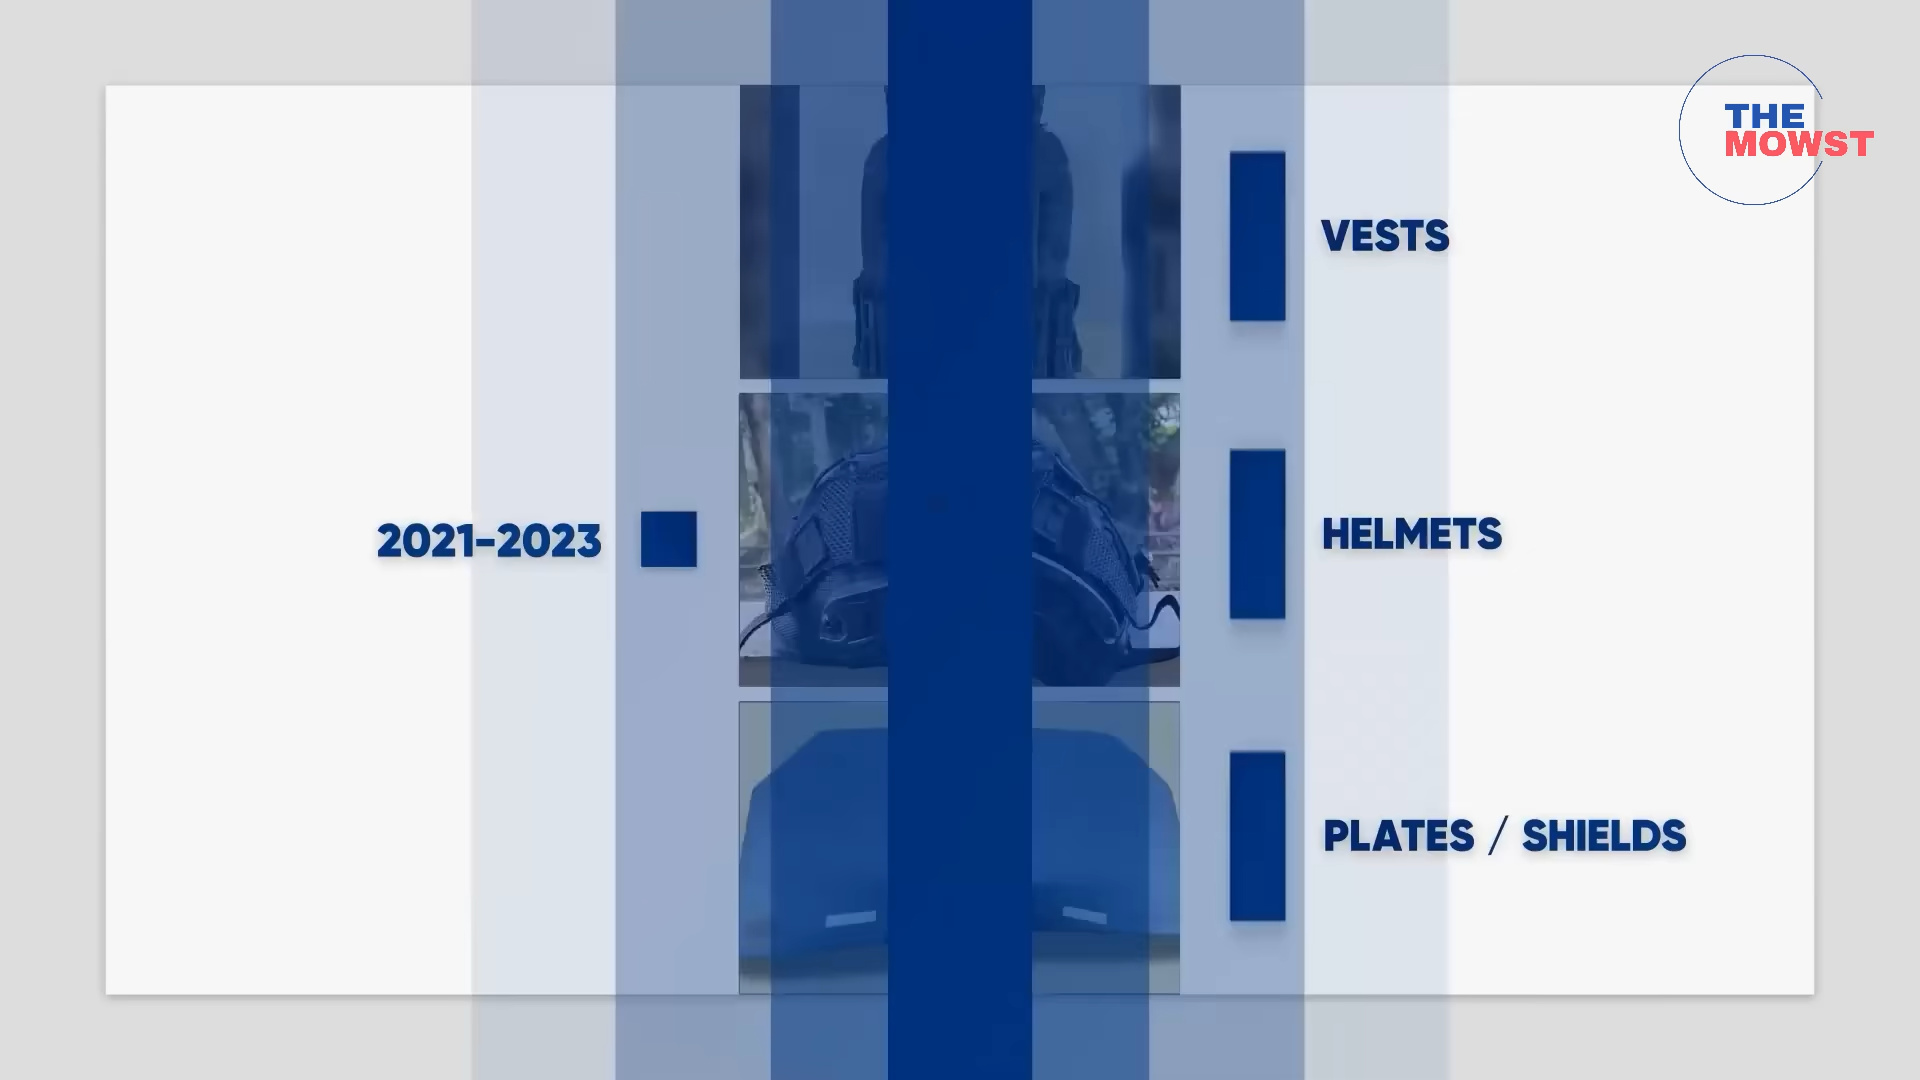 THE
MOWST
VESTS
2021-2023
HELMETS
PLATES / SHIELDS